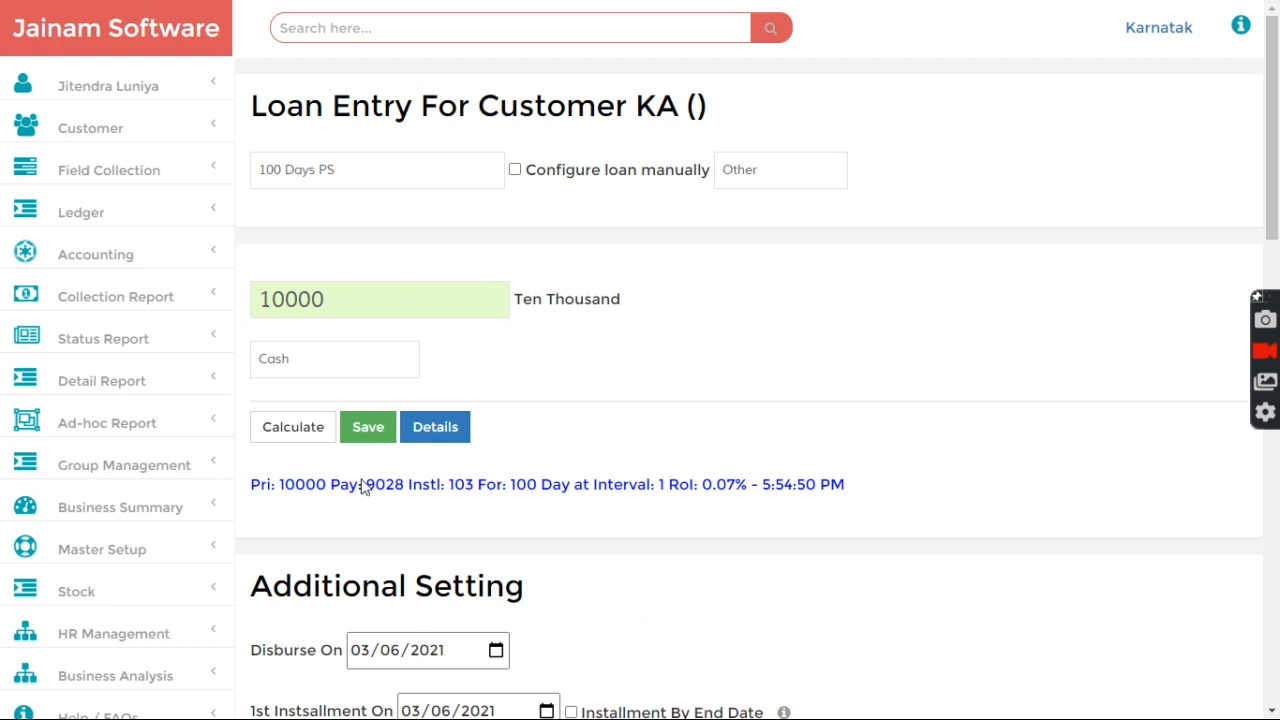 Jainam Software
Search here...
Karnatak
Jitendra Luniya
Customer
Field Collection
Ledger
Accounting
Collection Report
Status Report
Detail Report
Ad-hoc Report
Group Management
Business Summary
Master Setup
Stock
HR Management
Business Analysis
Help / FAQs
Loan Entry For Customer KA ()
100 Days PS
Configure loan manually
Other
10000
Ten Thousand
Cash
Calculate
Save
Details
Pri: 10000 Pay: 9028 Instl: 103 For: 100 Day at Interval: 1 RoI: 0.07% - 5:54:50 PM
Additional Setting
Disburse On 03/06/2021
1st Instsallment On 03/06/2021 Installment By End Date